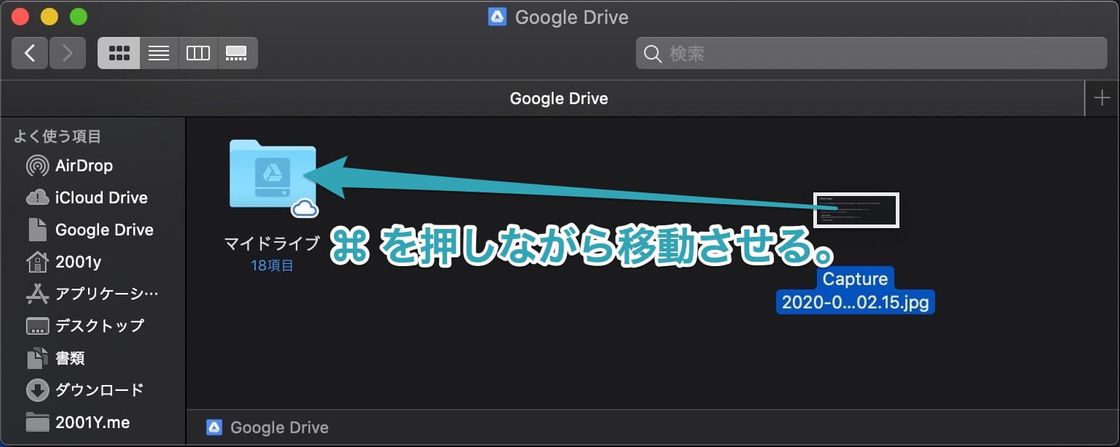 Google Drive
検索
Google Drive
よく使う項目
AirDrop
iCloud Drive
Google Drive
2001y
アプリケーシ…
デスクトップ
書類
ダウンロード
2001Y.me
マイドライブ
18項目
⌘ を押しながら移動させる。
Capture
2020-0...02.15.jpg
Google Drive